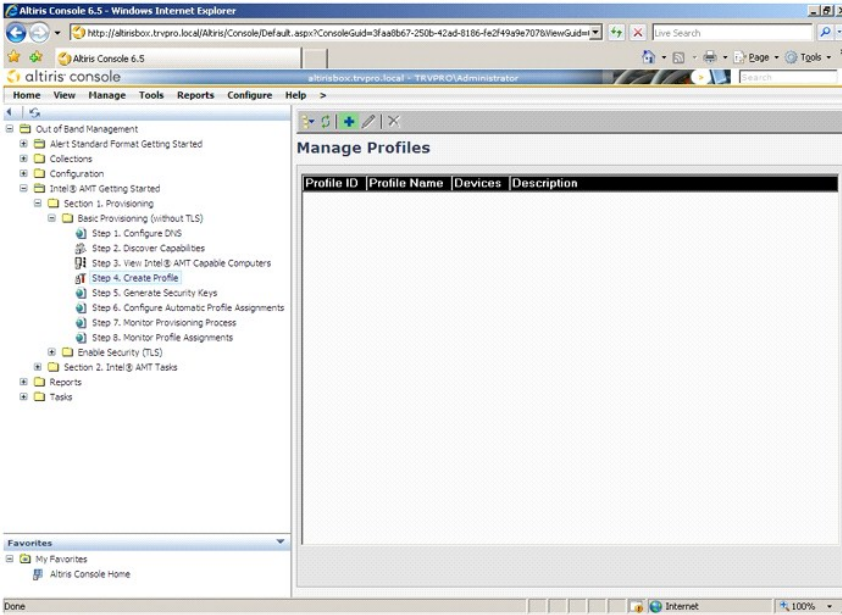 Altiris Console 6.5 - Windows Internet Explorer
http://altirisbox.trvpro.local/Altiris/Console/Default.aspx?ConsoleGuid=3faa8b67-250b-42ad-8186-fe2f49a9e7078ViewGuid=
Live Search
Altiris Console 6.5
Page
Tools
altiris console
altirisbox.trvpro.local - TRVPRO\Administrator
Search
Home View Manage Tools Reports Configure Help >
Out of Band Management
Alert Standard Format Getting Started
Collections
Configuration
Intel® AMT Getting Started
Section 1. Provisioning
Basic Provisioning (without TLS)
Step 1. Configure DNS
Step 2. Discover Capabilities
Step 3. View Intel® AMT Capable Computers
Step 4. Create Profile
Step 5. Generate Security Keys
Step 6. Configure Automatic Profile Assignments
Step 7. Monitor Provisioning Process
Step 8. Monitor Profile Assignments
Enable Security (TLS)
Section 2. Intel® AMT Tasks
Reports
Tasks
Manage Profiles
Profile ID Profile Name Devices Description
Favorites
My Favorites
Altiris Console Home
Done
Internet
100%